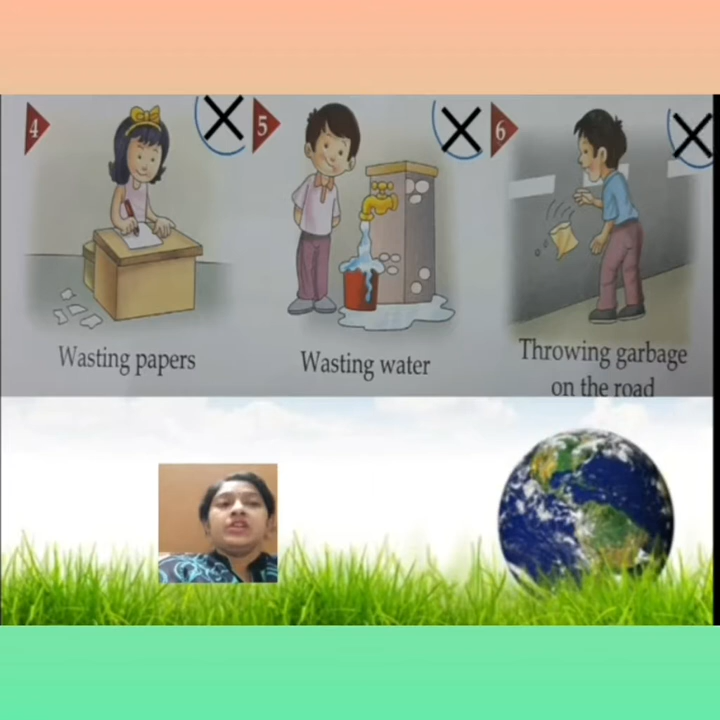 4
5
6
Wasting papers
Wasting water
Throwing garbage
on the road